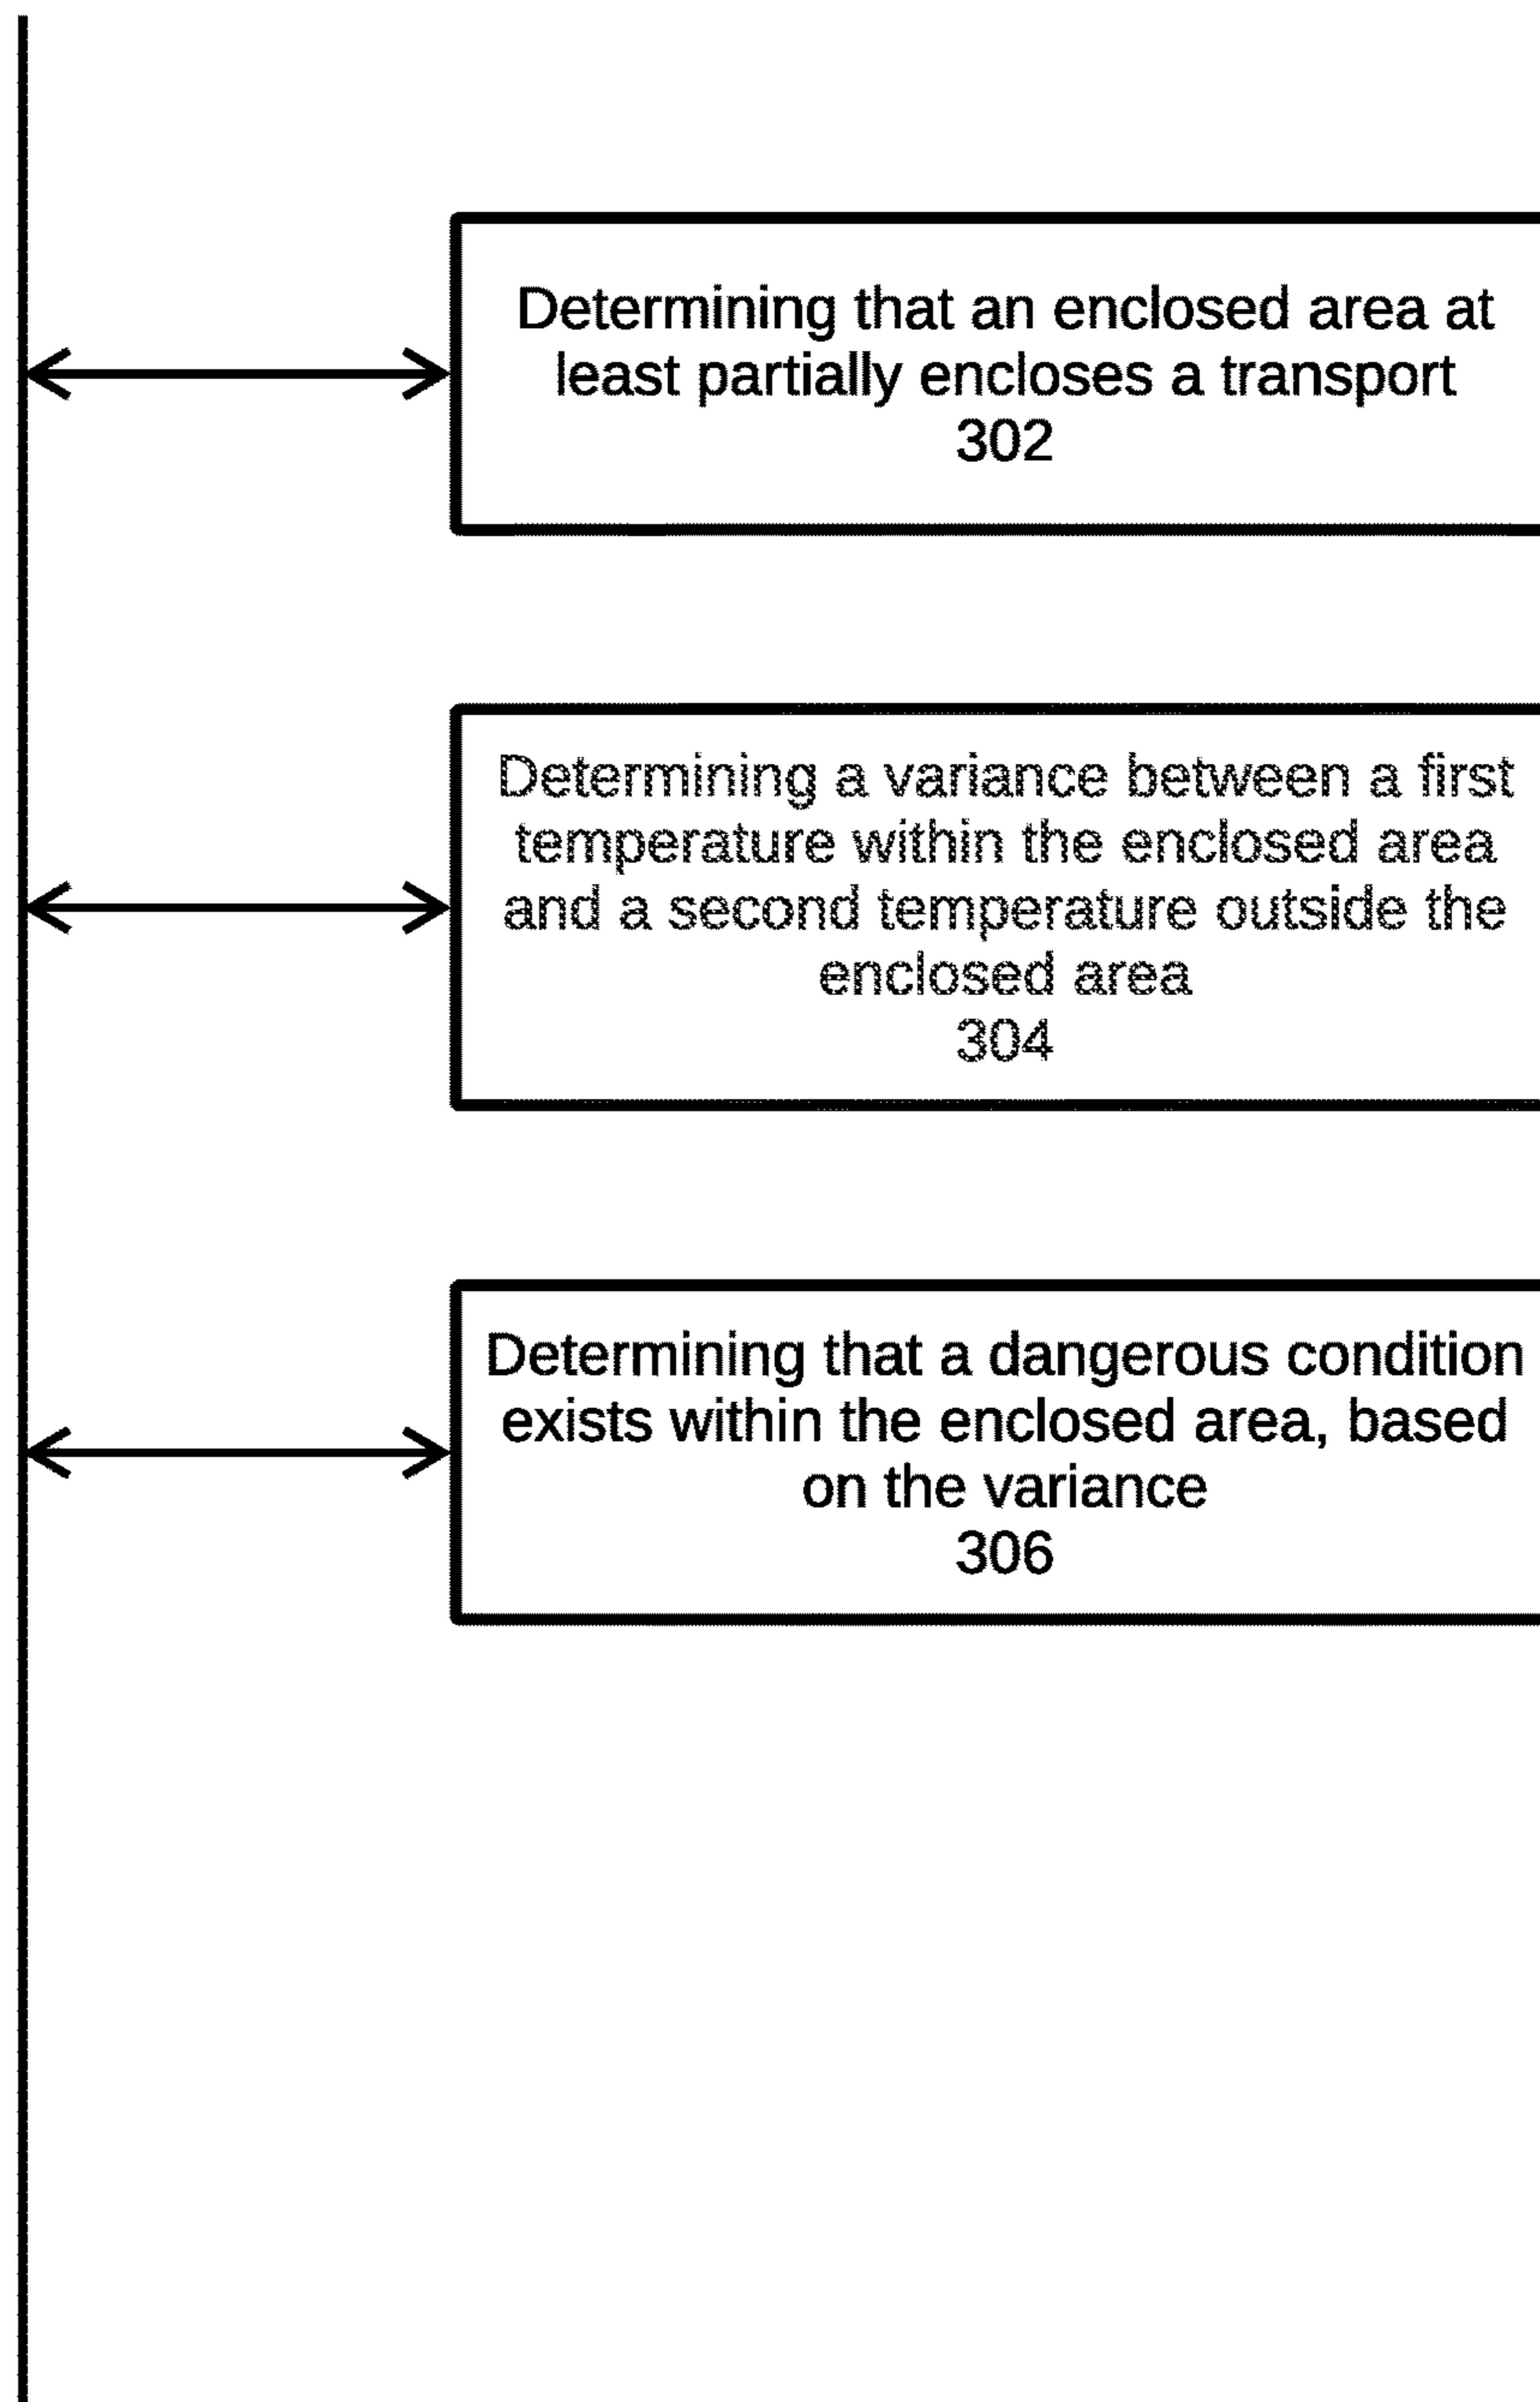 Determining that an enclosed area at
least partially encloses a transport
302
Determining a variance between a first
temperature within the enclosed area
and a second temperature outside the
enclosed area
304
Determining that a dangerous condition
exists within the enclosed area, based
on the variance
306